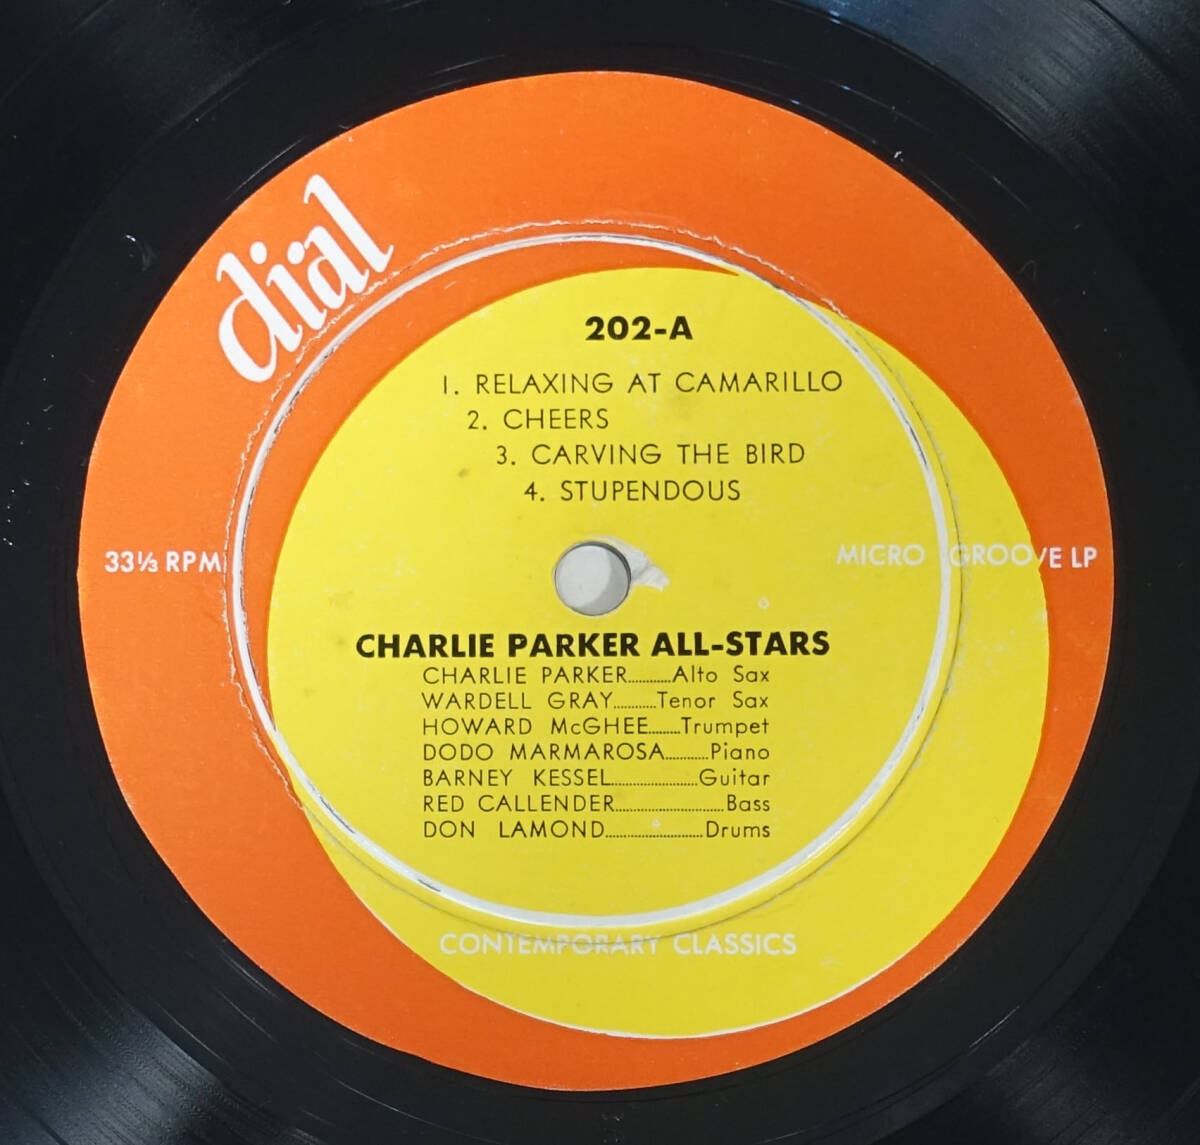 dial
202-A
1. RELAXING AT CAMARILLO
2. CHEERS
3. CARVING THE BIRD
4. STUPENDOUS
33⅓ RPM
MICRO GROOVE LP
CHARLIE PARKER ALL-STARS
CHARLIE PARKER............Alto Sax
WARDELL GRAY............Tenor Sax
HOWARD McGHEE.........Trumpet
DODO MARMAROSA............Piano
BARNEY KESSEL........................Guitar
RED CALLENDER..............................Bass
DON LAMOND...........................Drums
CONTEMPORARY CLASSICS